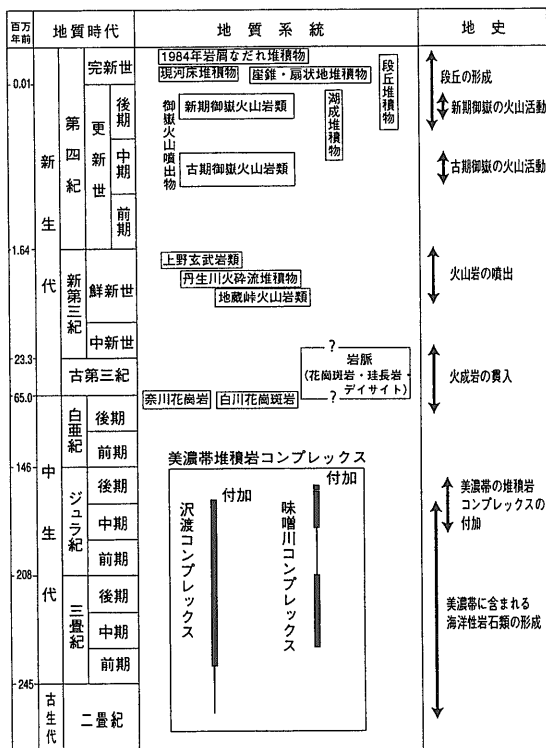 百万年前
地質時代
地質系統
地史
0.01
1.64
23.3
65.0
146
208
245
新生代
中生代
古生代
第四紀
新第三紀
古第三紀
白亜紀
ジュラ紀
三畳紀
二畳紀
完新世
更新世
後期
中期
前期
鮮新世
中新世
後期
前期
後期
中期
前期
後期
中期
前期
1984年岩屑なだれ堆積物
現河床堆積物
崖錐・扇状地堆積物
段丘堆積物
御嶽火山噴出物
新期御嶽火山岩類
湖成堆積物
古期御嶽火山岩類
上野玄武岩類
丹生川火砕流堆積物
地蔵峠火山岩類
?
岩脈
(花崗斑岩・珪長岩・
デイサイト)
?
奈川花崗岩
白川花崗斑岩
美濃帯堆積岩コンプレックス
付加
沢渡コンプレックス
付加
味噌川コンプレックス
段丘の形成
新期御嶽の火山活動
古期御嶽の火山活動
火山岩の噴出
火成岩の貫入
美濃帯の堆積岩
コンプレックスの
付加
美濃帯に含まれる
海洋性岩石類の形成